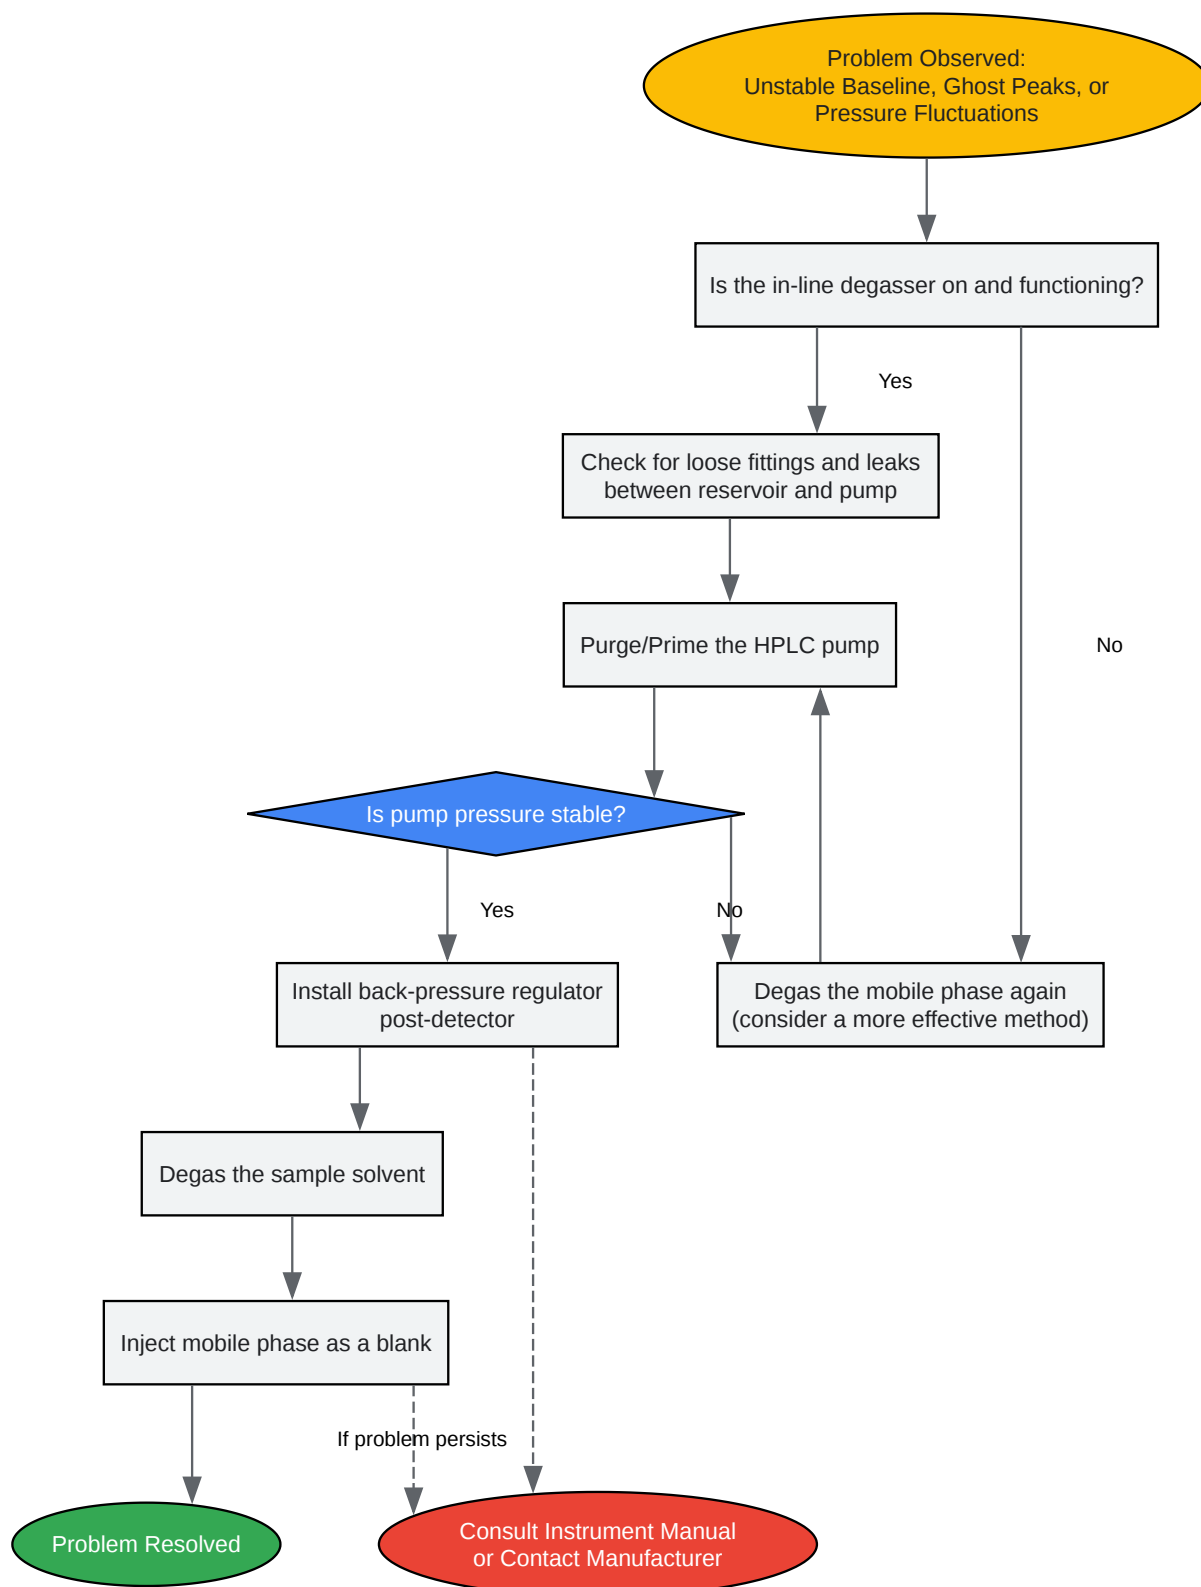 Problem Observed:
Unstable Baseline, Ghost Peaks, or
Pressure Fluctuations
Is the in-line degasser on and functioning?
Yes
Check for loose fittings and leaks
between reservoir and pump
Purge/Prime the HPLC pump
No
Is pump pressure stable?
Yes
No
Install back-pressure regulator
post-detector
Degas the mobile phase again
(consider a more effective method)
Degas the sample solvent
Inject mobile phase as a blank
If problem persists
Problem Resolved
Consult Instrument Manual
or Contact Manufacturer